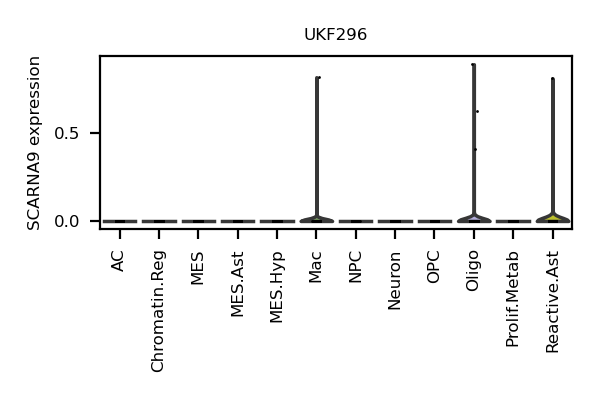 UKF296
SCARNA9 expression
0.5
0.0
AC
Chromatin.Reg
MES
MES.Ast
MES.Hyp
Mac
NPC
Neuron
OPC
Oligo
Prolif.Metab
Reactive.Ast